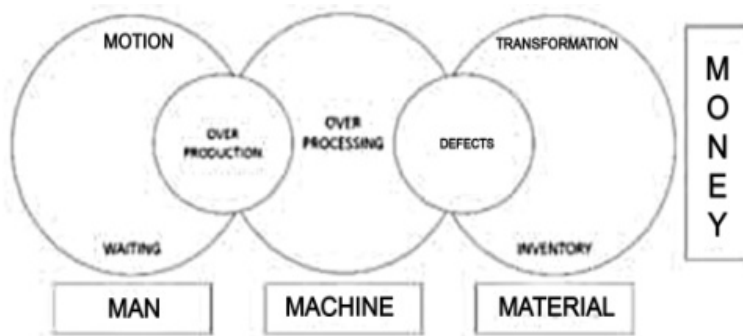 MOTION
TRANSFORMATION
OVER
PRODUCTION
OVER
PROCESSING
DEFECTS
WAITING
INVENTORY
MAN
MACHINE
MATERIAL
M
O
N
E
Y